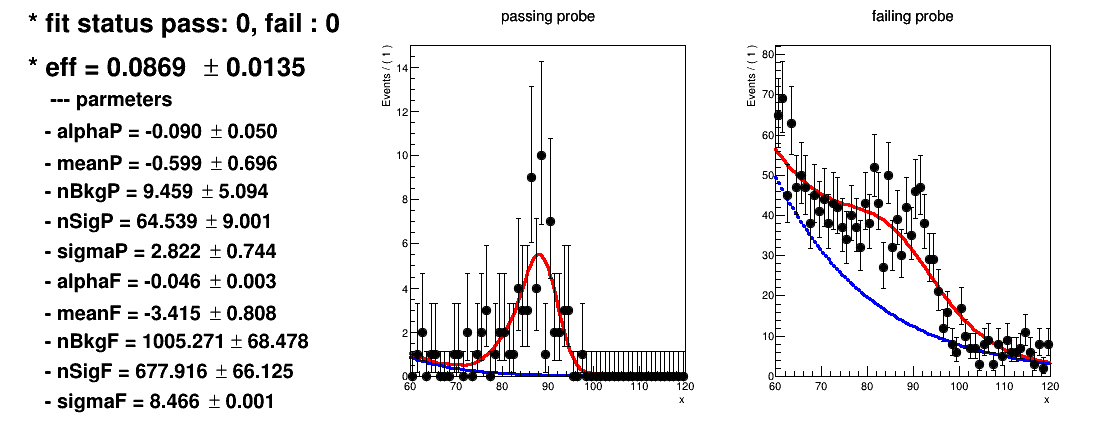 * fit status pass: 0, fail : 0
* eff = 0.0869 ± 0.0135
--- parmeters
- alphaP = -0.090 ± 0.050
- meanP = -0.599 ± 0.696
- nBkgP = 9.459 ± 5.094
- nSigP = 64.539 ± 9.001
- sigmaP = 2.822 ± 0.744
- alphaF = -0.046 ± 0.003
- meanF = -3.415 ± 0.808
- nBkgF = 1005.271 ± 68.478
- nSigF = 677.916 ± 66.125
- sigmaF = 8.466 ± 0.001
passing probe
Events / ( 1 )
14
12
10
8
6
4
2
0
60 70 80 90 100 110 120
x
failing probe
Events / ( 1 )
80
70
60
50
40
30
20
10
0
60 70 80 90 100 110 120
x